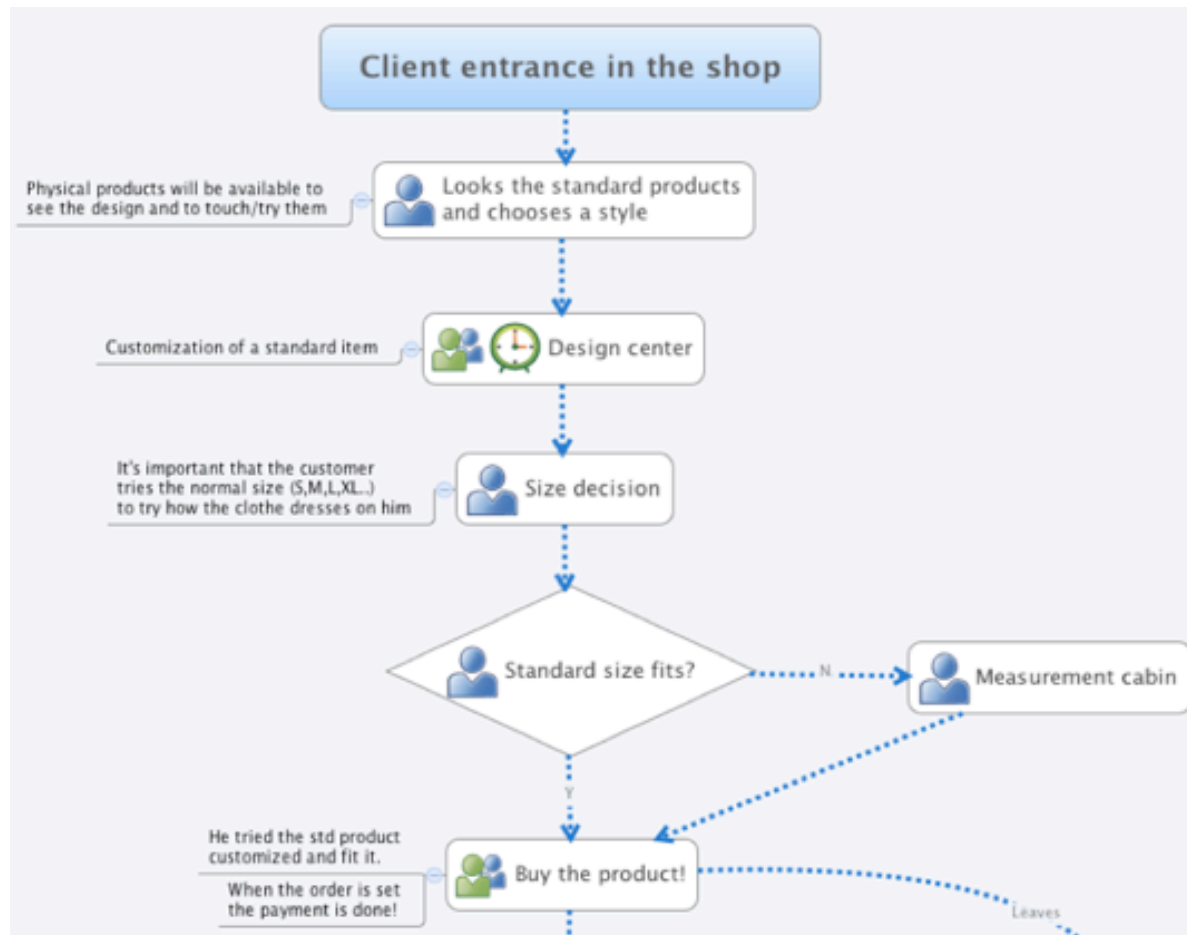 Client entrance in the shop
Physical products will be available to
see the design and to touch/try them
Looks the standard products
and chooses a style
Customization of a standard item
Design center
It's important that the customer
tries the normal size (S,M,L,XL..)
to try how the clothe dresses on him
Size decision
Standard size fits?
N
Measurement cabin
Y
He tried the std product
customized and fit it.
When the order is set
the payment is done!
Buy the product!
Leaves